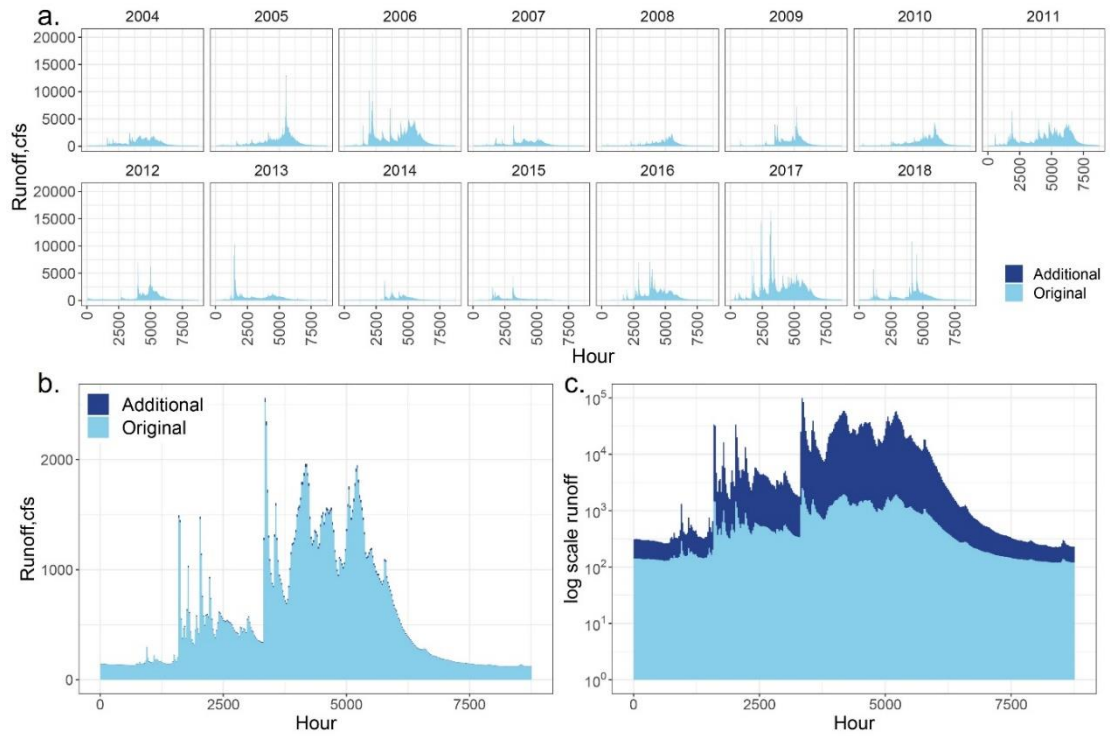 a.
2004 2005 2006 2007 2008 2009 2010 2011
20000
15000
10000
5000
0
2012 2013 2014 2015 2016 2017 2018
0 2500 5000 7500
20000
15000
10000
5000
0
Runoff,cfs
Additional
Original
0 2500 5000 7500 0 2500 5000 7500 0 2500 5000 7500 0 2500 5000 7500 0 2500 5000 7500 0 2500 5000 7500 0 2500 5000 7500
Hour
b.
Additional
Original
2000
1000
0
Runoff,cfs
0 2500 5000 7500
Hour
c.
10⁵
10⁴
10³
10²
10¹
10⁰
log scale runoff
0 2500 5000 7500
Hour